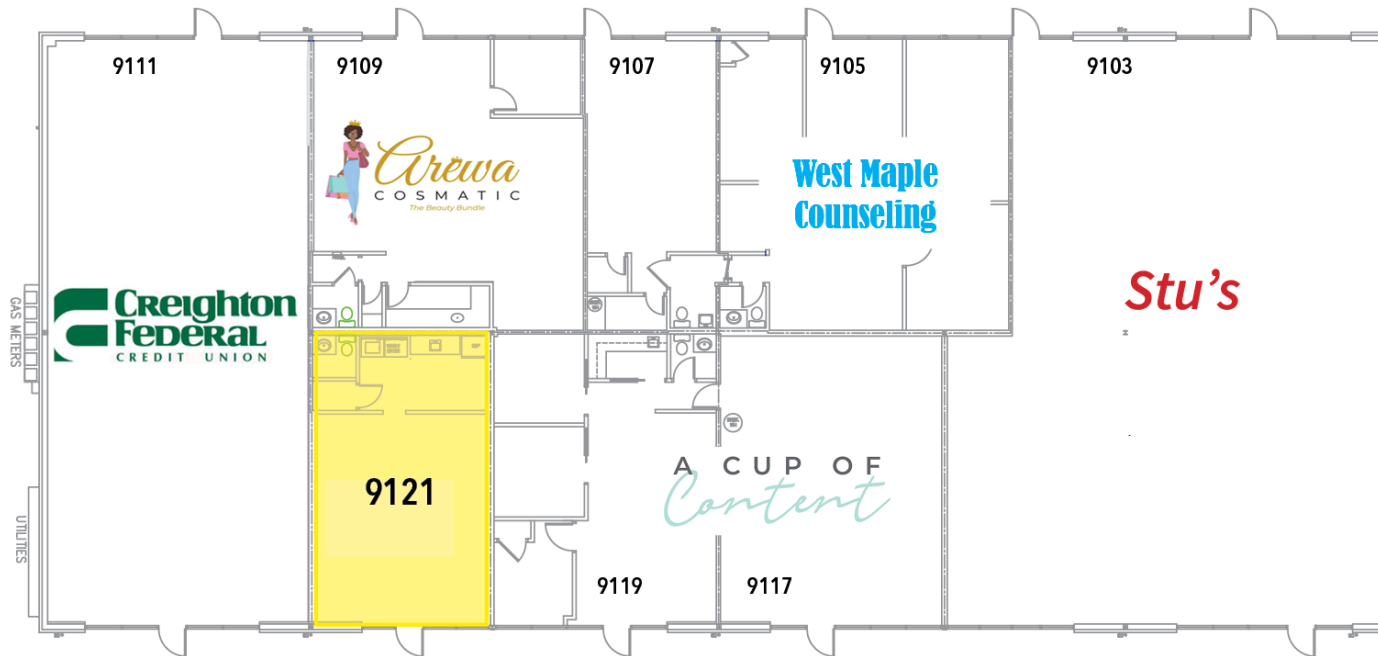 9111
9109
9107
9105
9103
Arewa
COSMATIC
The Beauty Bundle
West Maple
Counseling
Creighton
Federal
CREDIT UNION
Stu's
GAS METERS
UTILITIES
9121
A CUP OF
Content
9119
9117